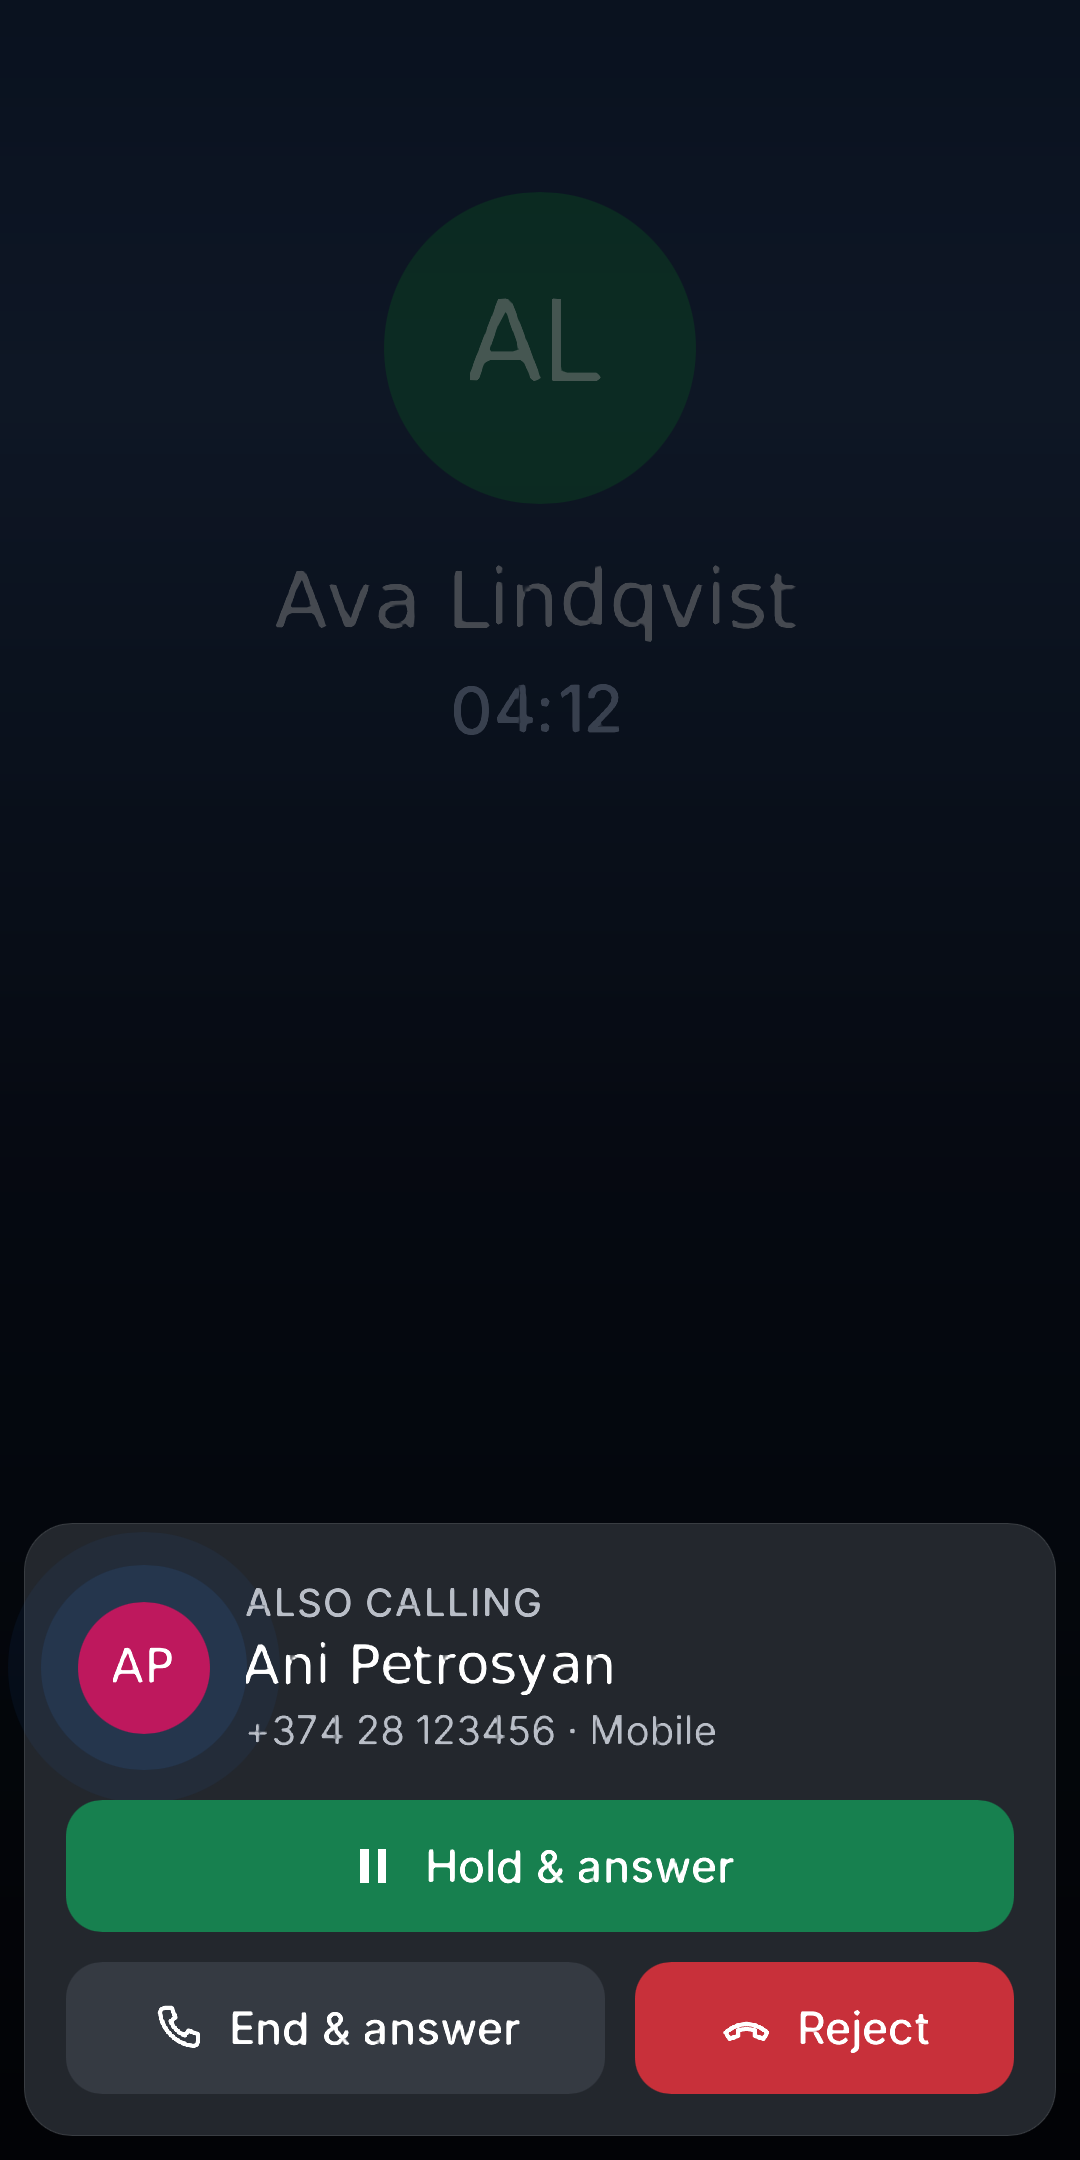 AL
Ava Lindqvist
04:12
ALSO CALLING
AP
Ani Petrosyan
+374 28 123456 · Mobile
Hold & answer
End & answer
Reject